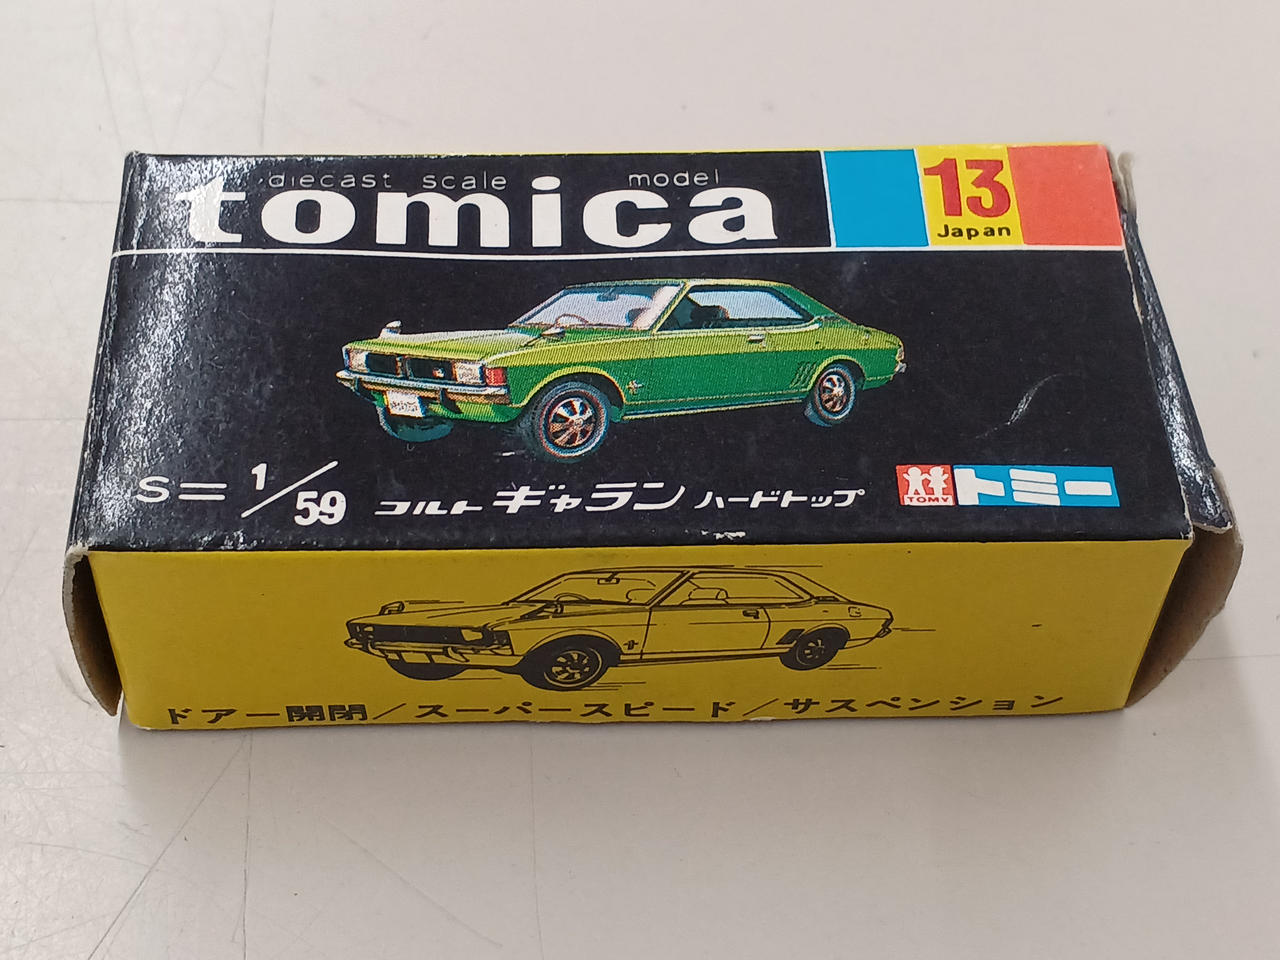 diecast scale model
tomica
13
Japan
S=1/59 コルト ギャラン ハードトップ
TOMY トミー
ドアー開閉/スーパースピード/サスペンション